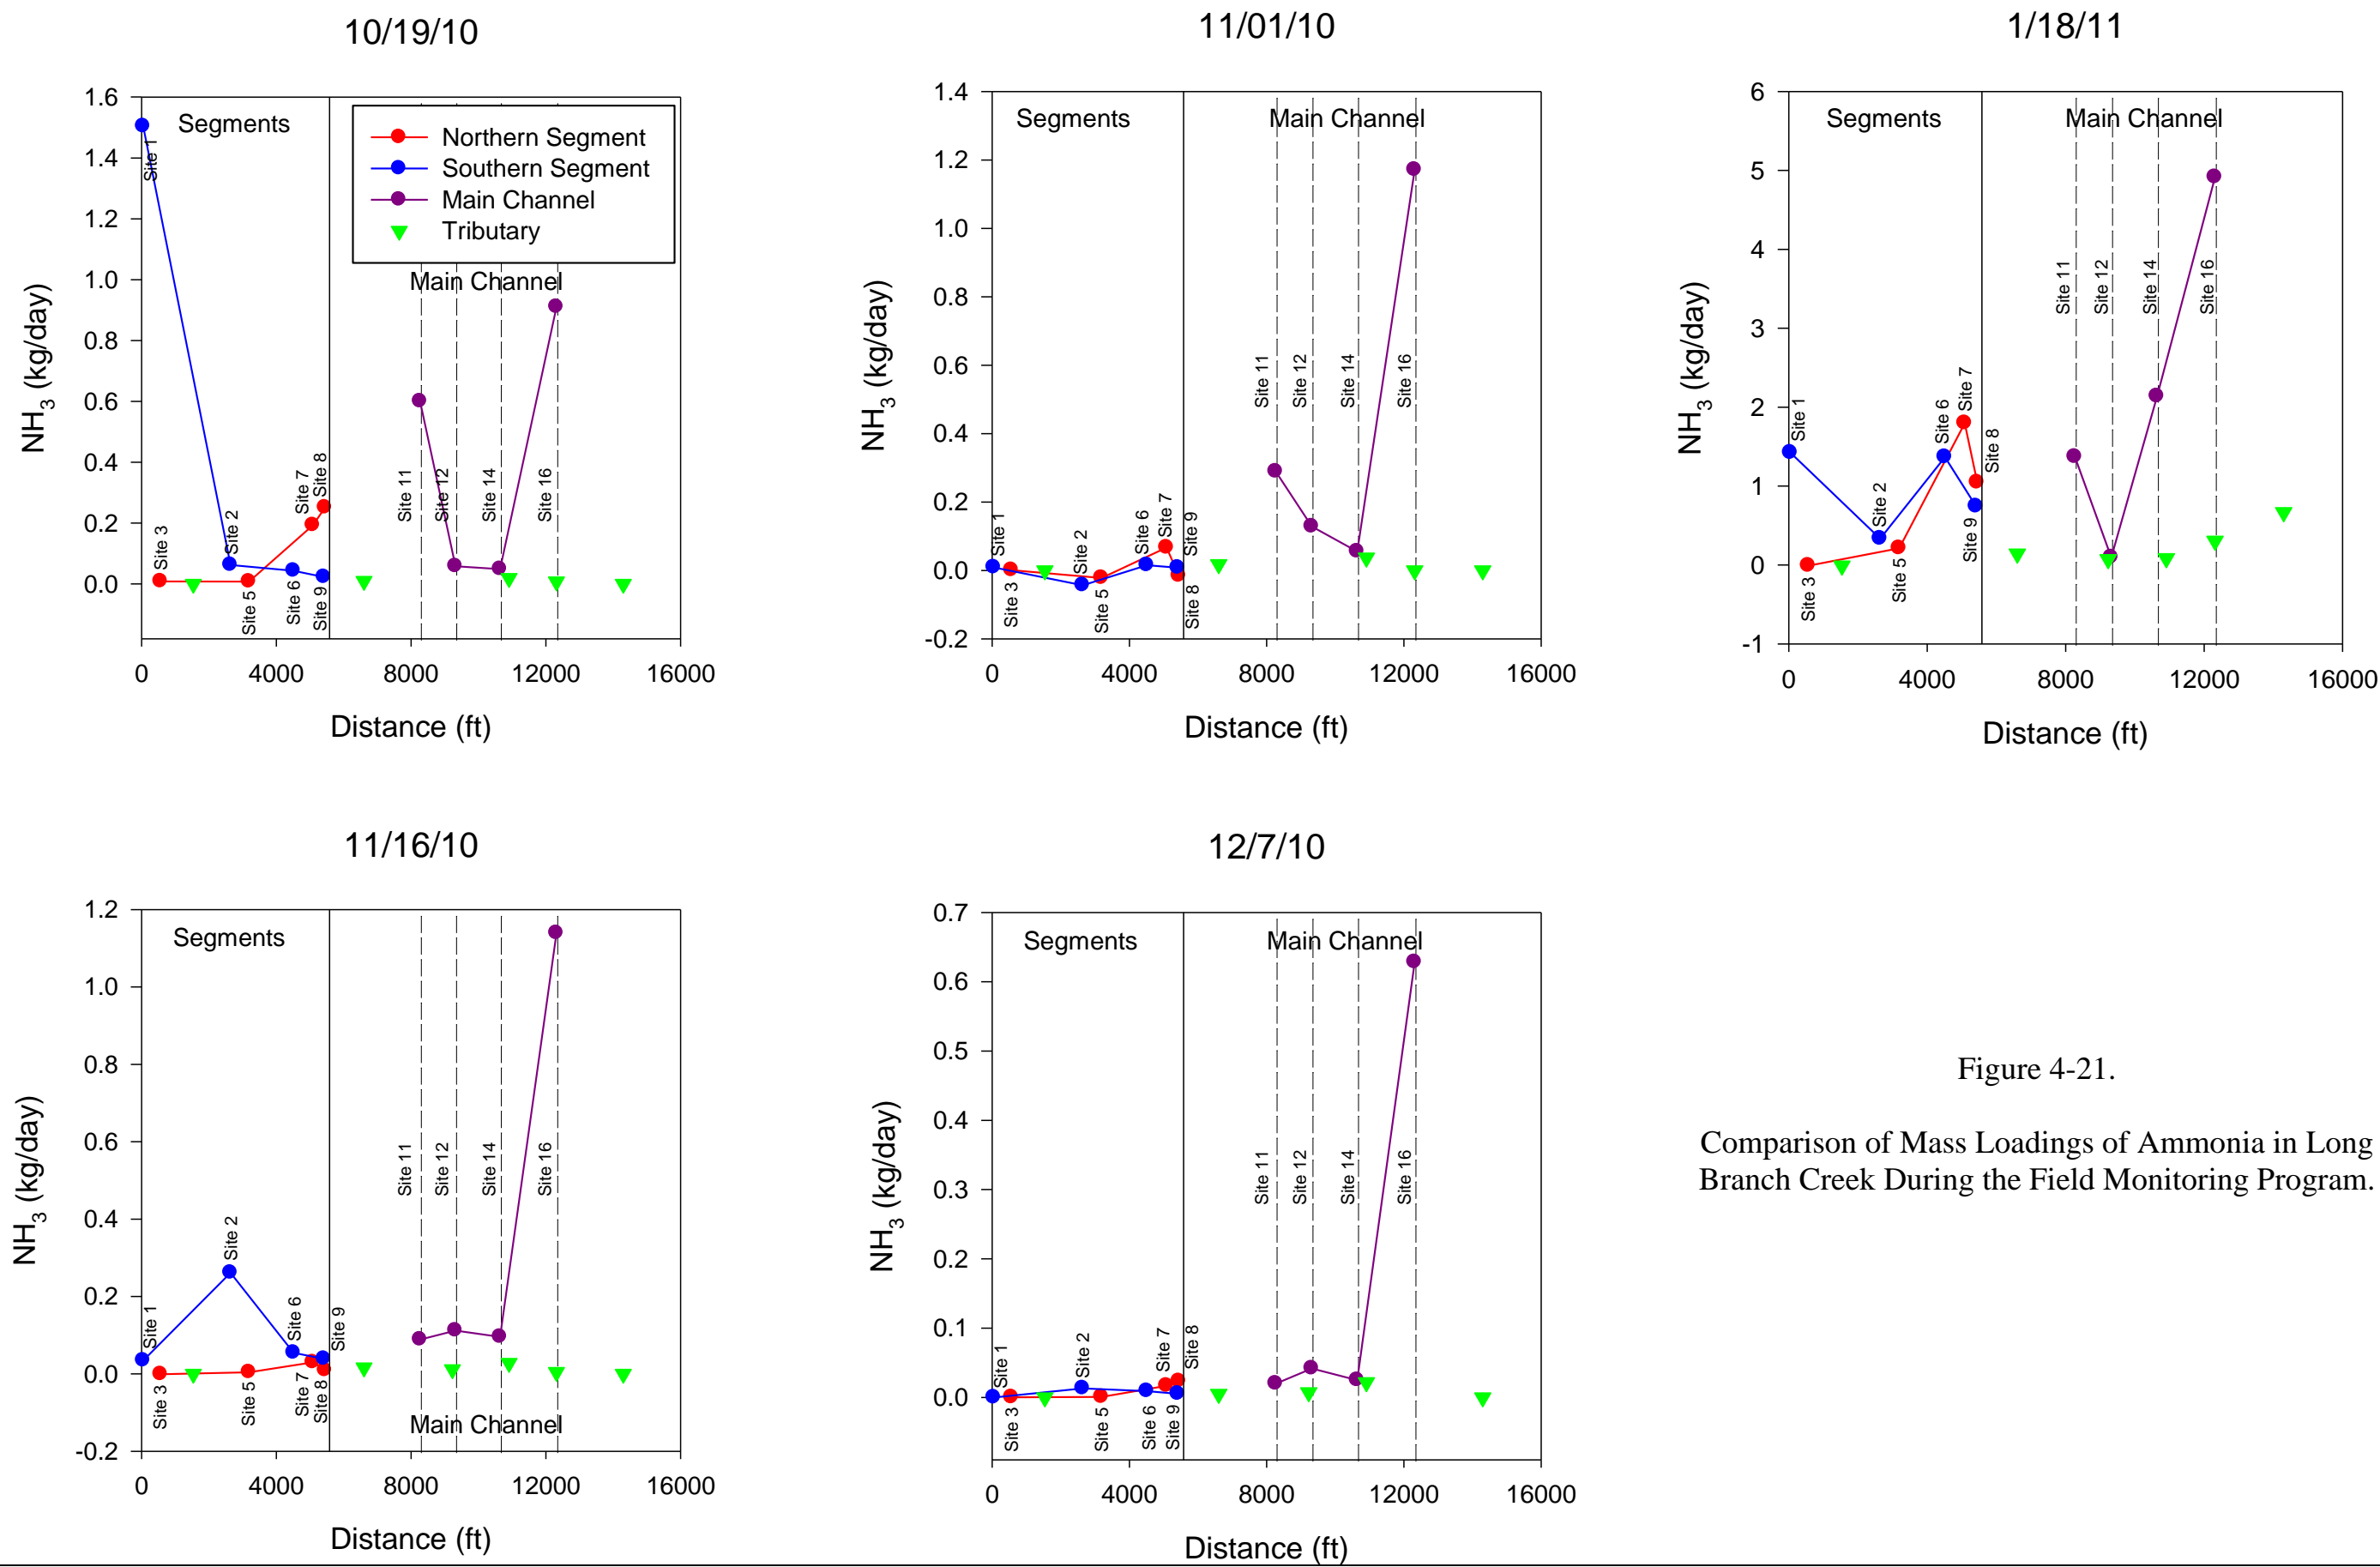 10/19/10
1.6
1.4
1.2
1.0
0.8
0.6
0.4
0.2
0.0
NH3 (kg/day)
Segments
Northern Segment
Southern Segment
Main Channel
Tributary
Main Channel
Site 1
Site 3
Site 2
Site 5
Site 6
Site 9
Site 7
Site 8
Site 11
Site 12
Site 14
Site 16
0 4000 8000 12000 16000
Distance (ft)
11/01/10
1.4
1.2
1.0
0.8
0.6
0.4
0.2
0.0
-0.2
NH3 (kg/day)
Segments
Main Channel
Site 1
Site 3
Site 2
Site 5
Site 6
Site 7
Site 9
Site 8
Site 11
Site 12
Site 14
Site 16
0 4000 8000 12000 16000
Distance (ft)
1/18/11
6
5
4
3
2
1
0
-1
NH3 (kg/day)
Segments
Main Channel
Site 1
Site 3
Site 2
Site 5
Site 6
Site 7
Site 9
Site 8
Site 11
Site 12
Site 14
Site 16
0 4000 8000 12000 16000
Distance (ft)
11/16/10
1.2
1.0
0.8
0.6
0.4
0.2
0.0
-0.2
NH3 (kg/day)
Segments
Main Channel
Site 1
Site 3
Site 2
Site 5
Site 6
Site 7
Site 8
Site 9
Site 11
Site 12
Site 14
Site 16
0 4000 8000 12000 16000
Distance (ft)
12/7/10
0.7
0.6
0.5
0.4
0.3
0.2
0.1
0.0
NH3 (kg/day)
Segments
Main Channel
Site 1
Site 3
Site 2
Site 5
Site 6
Site 9
Site 7
Site 8
Site 11
Site 12
Site 14
Site 16
0 4000 8000 12000 16000
Distance (ft)
Figure 4-21.
Comparison of Mass Loadings of Ammonia in Long
Branch Creek During the Field Monitoring Program.